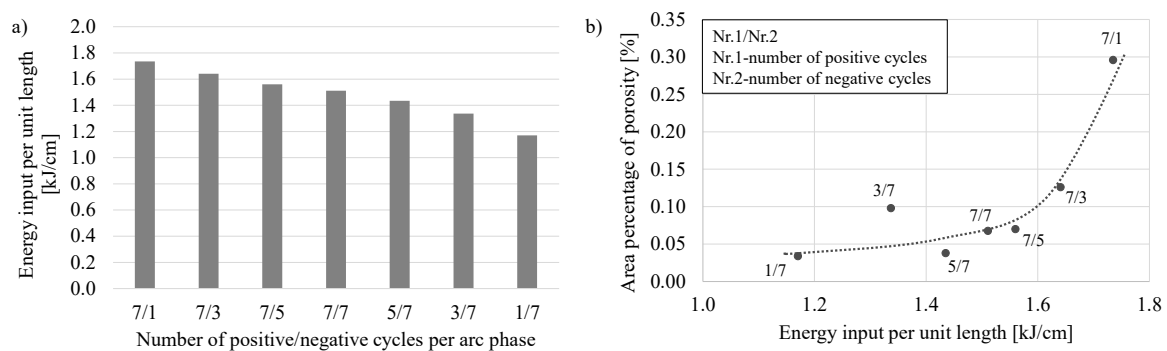 a)
Energy input per unit length
[kJ/cm]
2.0
1.8
1.6
1.4
1.2
1.0
0.8
0.6
0.4
0.2
0.0
7/1 7/3 7/5 7/7 5/7 3/7 1/7
Number of positive/negative cycles per arc phase
b)
Area percentage of porosity [%]
0.35
0.30
0.25
0.20
0.15
0.10
0.05
0.00
Nr.1/Nr.2
Nr.1-number of positive cycles
Nr.2-number of negative cycles
7/1
3/7
7/3
7/7
7/5
1/7
5/7
1.0 1.2 1.4 1.6 1.8
Energy input per unit length [kJ/cm]